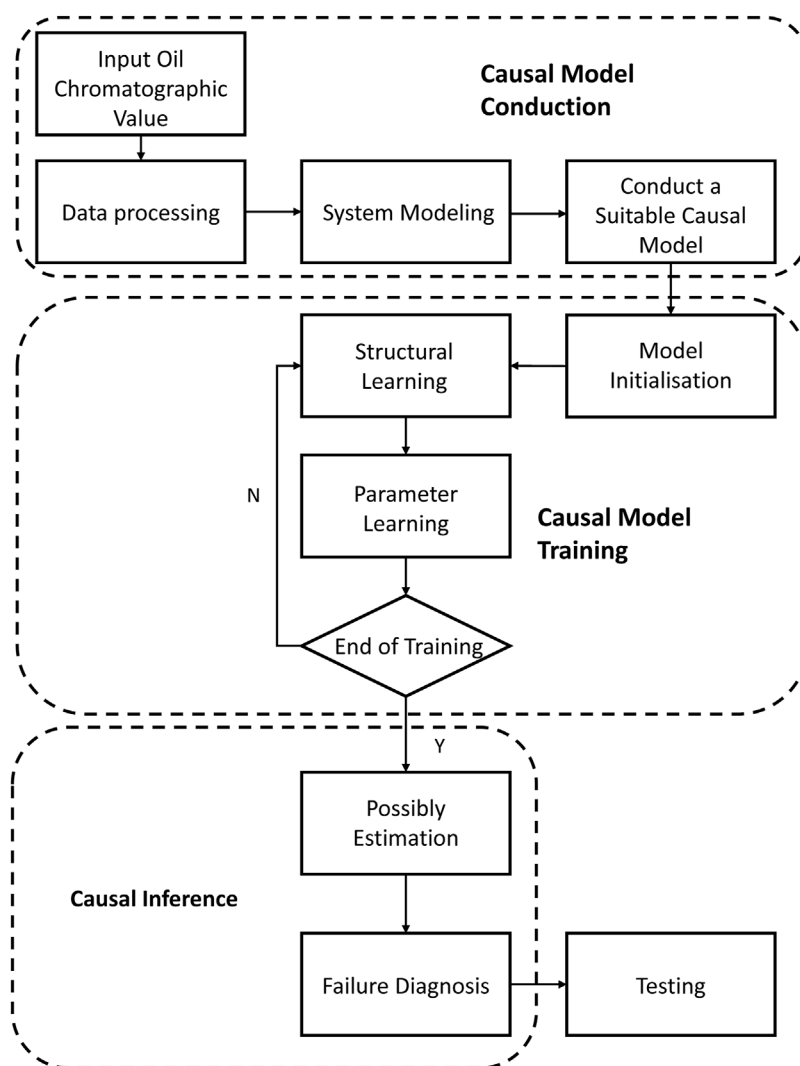 Input Oil
Chromatographic
Value
Causal Model
Conduction
Data processing
System Modeling
Conduct a
Suitable Causal
Model
Structural
Learning
Model
Initialisation
N
Parameter
Learning
Causal Model
Training
End of Training
Y
Possibly
Estimation
Causal Inference
Failure Diagnosis
Testing